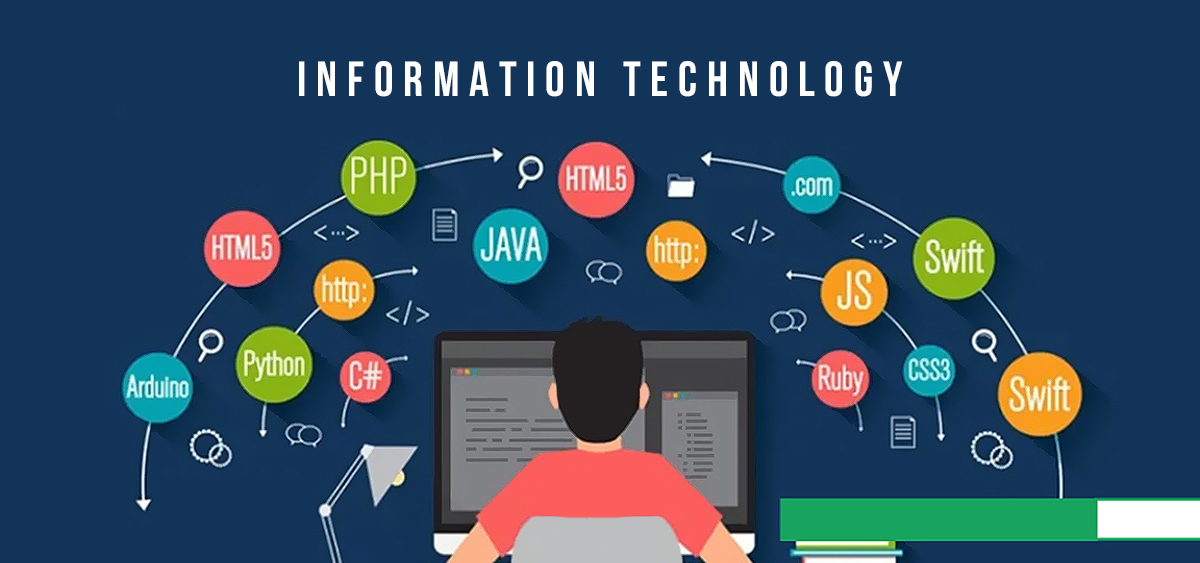 INFORMATION TECHNOLOGY
PHP
HTML5
.com
HTML5
JAVA
http:
Swift
http:
JS
Python
C#
Ruby
CSS3
Arduino
Swift